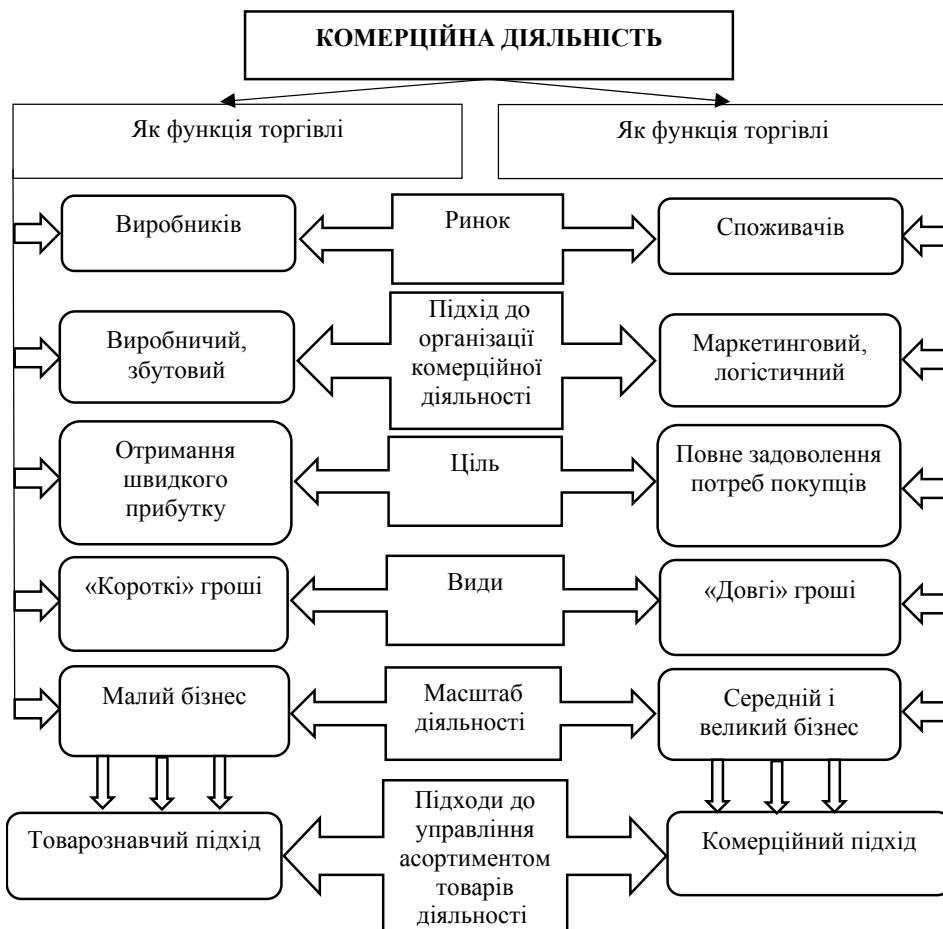 КОМЕРЦІЙНА ДІЯЛЬНІСТЬ
Як функція торгівлі
Як функція торгівлі
Виробників
Ринок
Споживачів
Виробничий,
збутовий
Підхід до
організації
комерційної
діяльності
Маркетинговий,
логістичний
Отримання
швидкого
прибутку
Ціль
Повне задоволення
потреб покупців
«Короткі» гроші
Види
«Довгі» гроші
Малий бізнес
Масштаб
діяльності
Середній і
великий бізнес
Товарознавчий підхід
Підходи до
управління
асортиментом
товарів
діяльності
Комерційний підхід